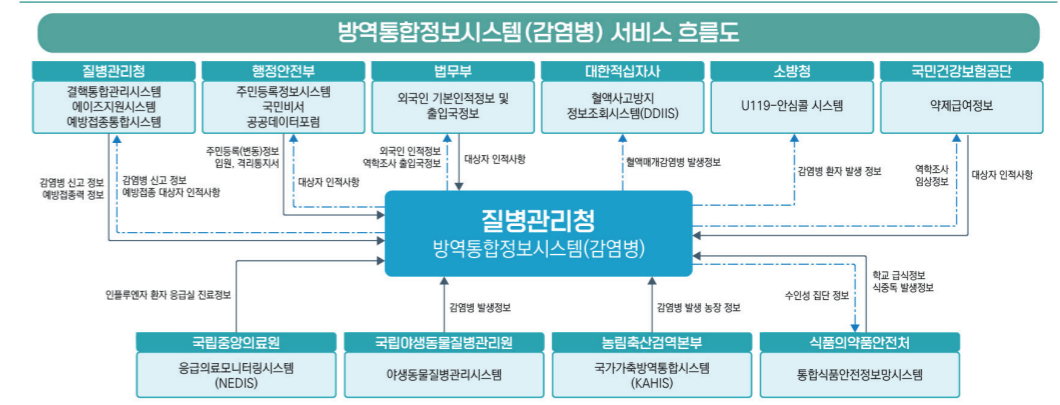 방역통합정보시스템(감염병) 서비스 흐름도
질병관리청
결핵통합관리시스템
에이즈지원시스템
예방접종통합시스템
행정안전부
주민등록정보시스템
국민비서
공공데이터포럼
법무부
외국인 기본인적정보 및
출입국정보
대한적십자사
혈액사고방지
정보조회시스템(DDIIS)
소방청
U119-안심콜 시스템
국민건강보험공단
약제급여정보
감염병 신고 정보
예방접종력 정보
감염병 신고 정보
예방접종 대상자 인적사항
주민등록(변동)정보
입원, 격리통지서
대상자 인적사항
외국인 인적정보
역학조사 출입국정보
대상자 인적사항
혈액매개감염병 발생정보
감염병 환자 발생 정보
역학조사
임상정보
대상자 인적사항
질병관리청
방역통합정보시스템(감염병)
인플루엔자 환자 응급실 진료정보
감염병 발생정보
감염병 발생 농장 정보
수인성 집단 정보
학교 급식정보
식중독 발생정보
국립중앙의료원
응급의료모니터링시스템
(NEDIS)
국립야생동물질병관리원
야생동물질병관리시스템
농림축산검역본부
국가가축방역통합시스템
(KAHIS)
식품의약품안전처
통합식품안전정보망시스템